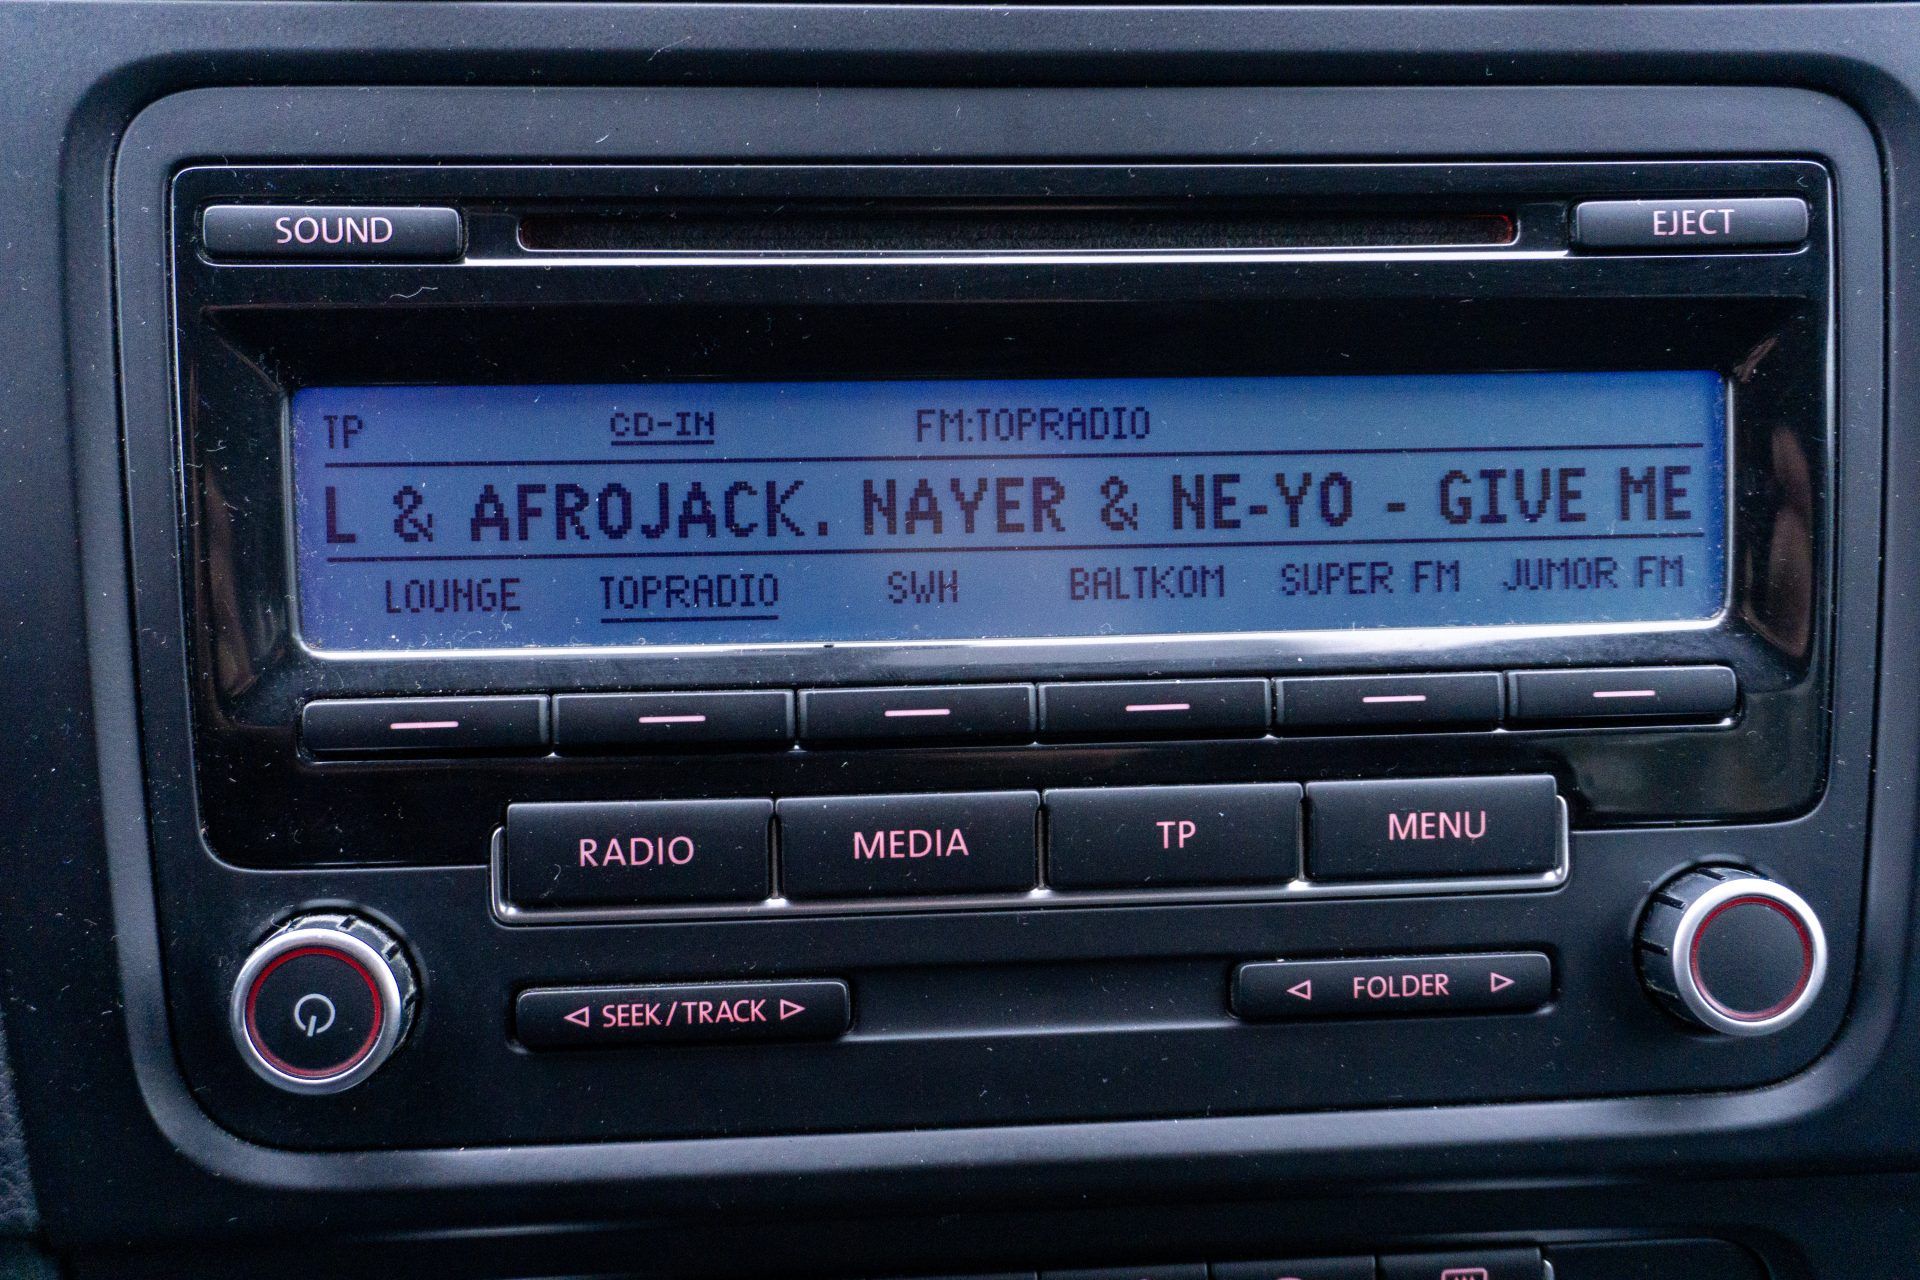 SOUND EJECT
TP CD-IN FM:TOPRADIO
L & AFROJACK. NAYER & NE-YO - GIVE ME
LOUNGE TOPRADIO SWH BALTKOM SUPER FM JUMOR FM
RADIO MEDIA TP MENU
SEEK/TRACK FOLDER